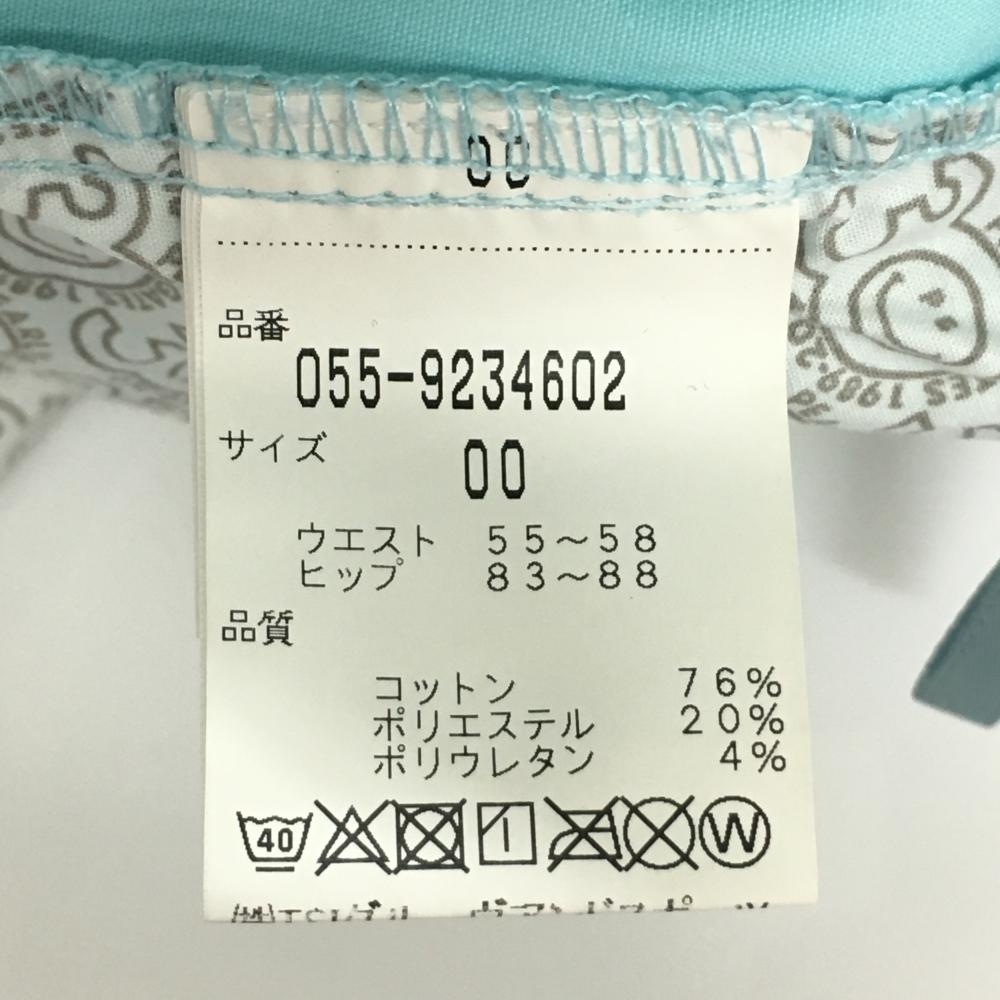 00
品番
055-9234602
サイズ
00
ウエスト 55～58
ヒップ 83～88
品質
コットン 76%
ポリエステル 20%
ポリウレタン 4%
40
W